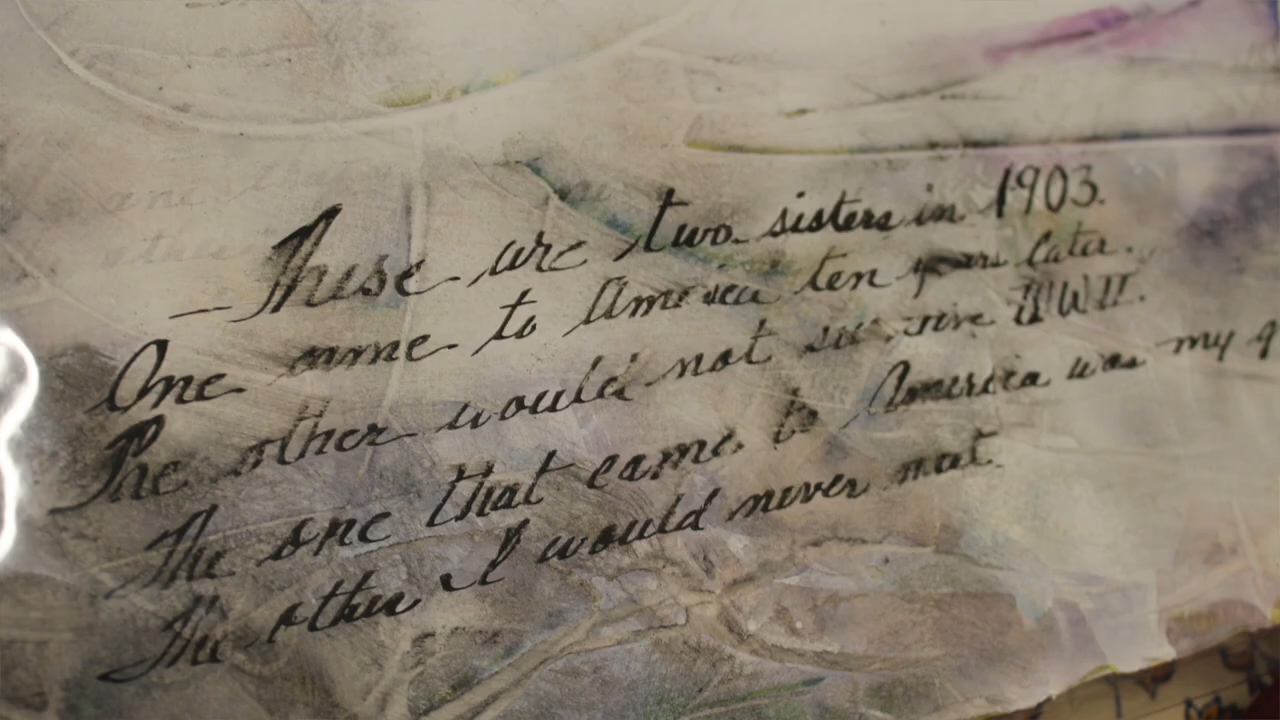 These are two sisters in 1903.
One came to America ten years later.
The other would not survive WWII.
The one that came to America was my
The other I would never meet.